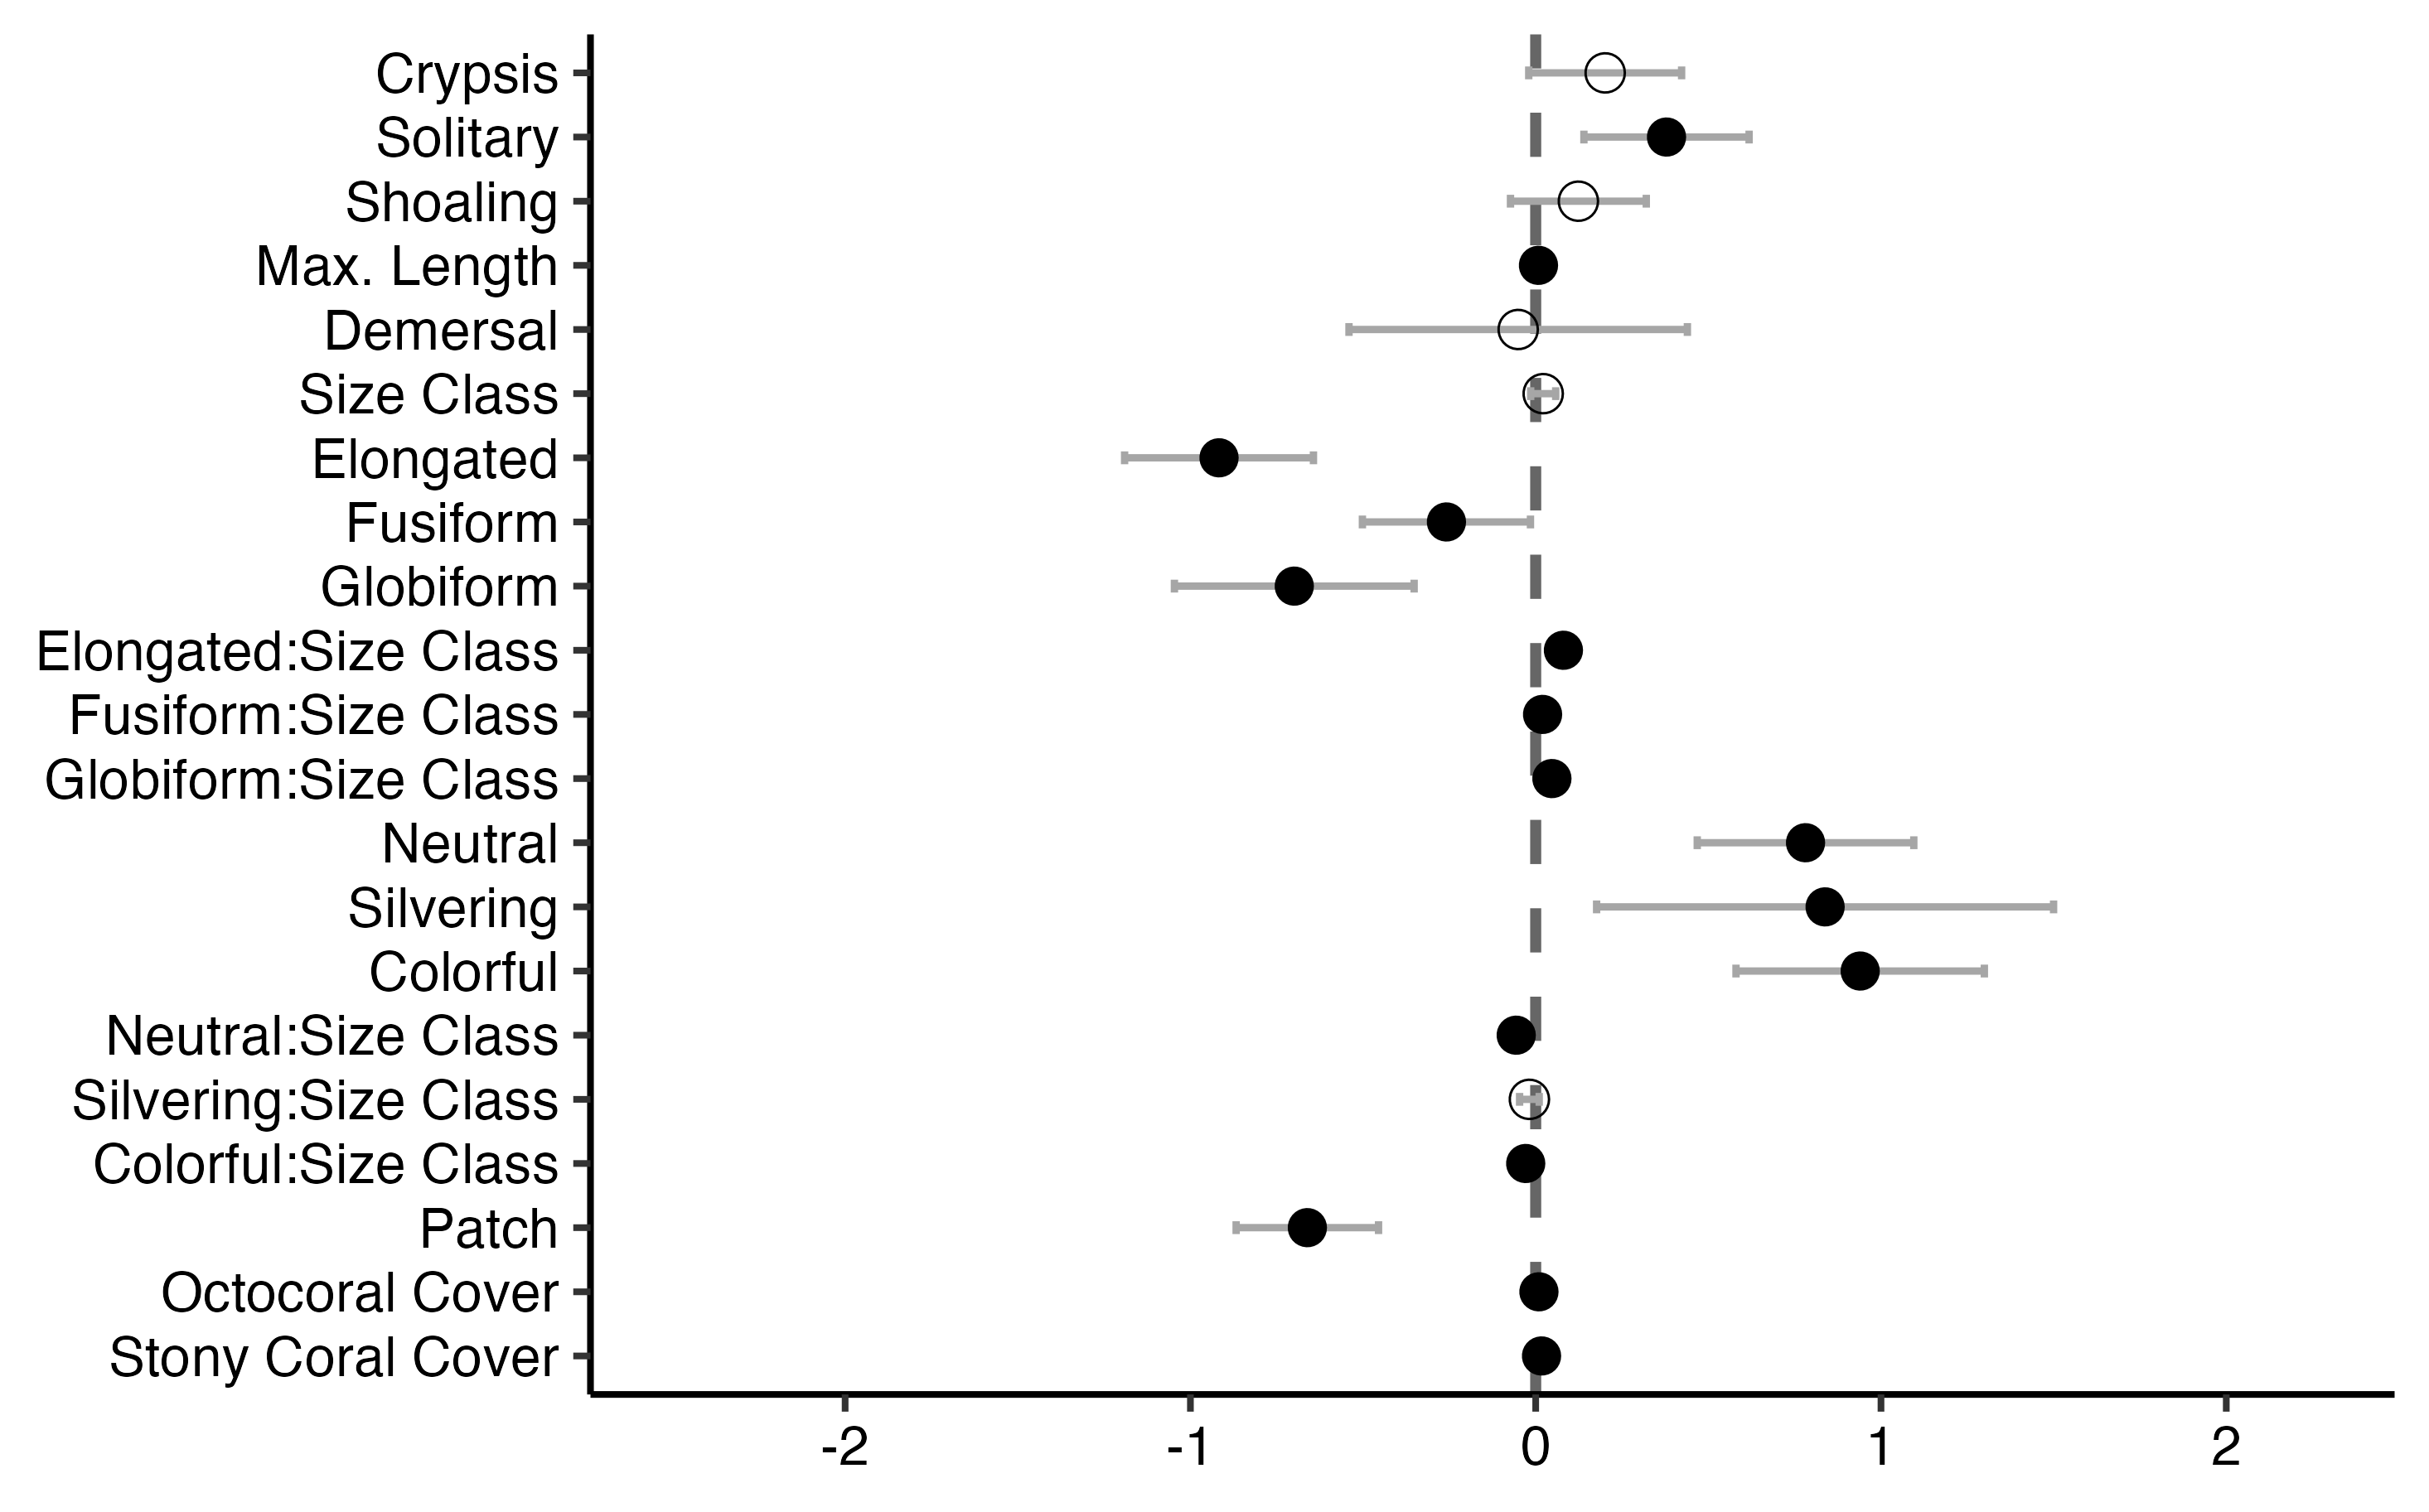 Crypsis
Solitary
Shoaling
Max. Length
Demersal
Size Class
Elongated
Fusiform
Globiform
Elongated:Size Class
Fusiform:Size Class
Globiform:Size Class
Neutral
Silvering
Colorful
Neutral:Size Class
Silvering:Size Class
Colorful:Size Class
Patch
Octocoral Cover
Stony Coral Cover
-2 -1 0 1 2